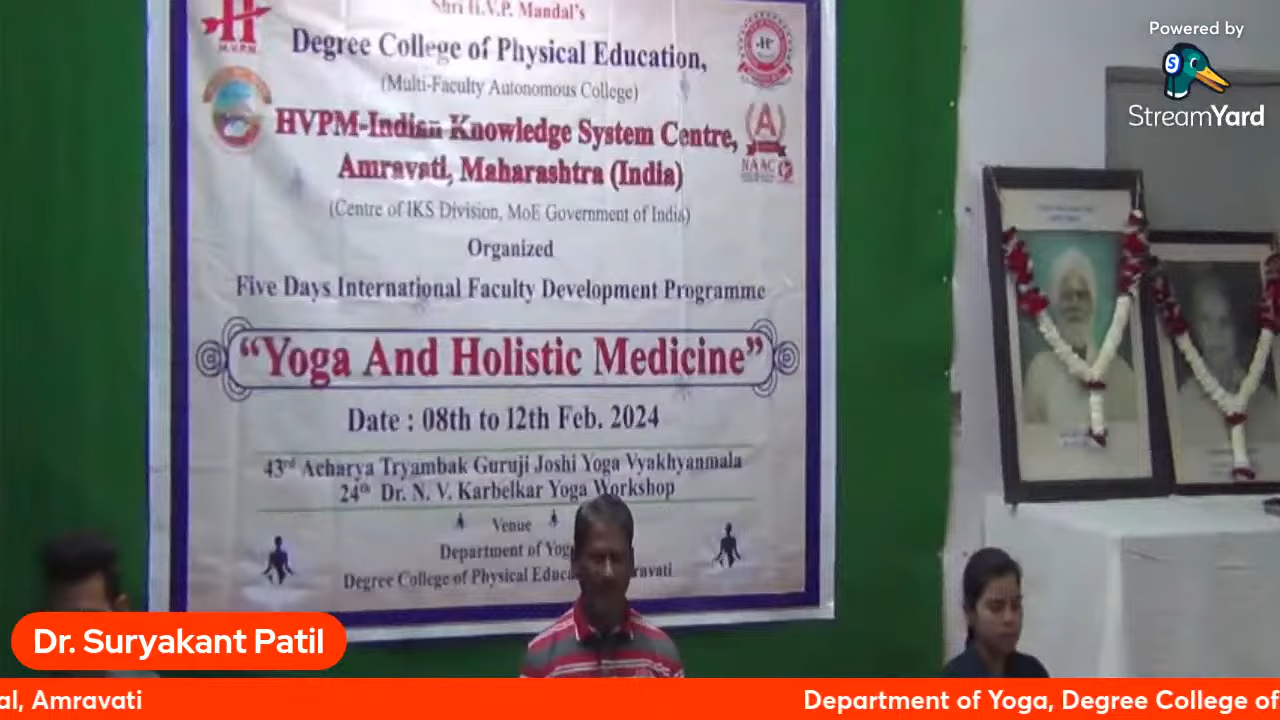 Shri H.V.P. Mandal's
Degree College of Physical Education,
(Multi-Faculty Autonomous College)
HVPM-Indian Knowledge System Centre,
Amravati, Maharashtra (India)
(Centre of IKS Division, MoE Government of India)
Organized
Five Days International Faculty Development Programme
“Yoga And Holistic Medicine”
Date : 08th to 12th Feb. 2024
43rd Acharya Tryambak Guruji Joshi Yoga Vyakhyanmala
24th Dr. N. V. Karbelkar Yoga Workshop
Venue
Department of Yog
Degree College of Physical Educa ravati
H.V.P.M.
A
NAAC
Powered by
S
StreamYard
Dr. Suryakant Patil
al, Amravati
Department of Yoga, Degree College of